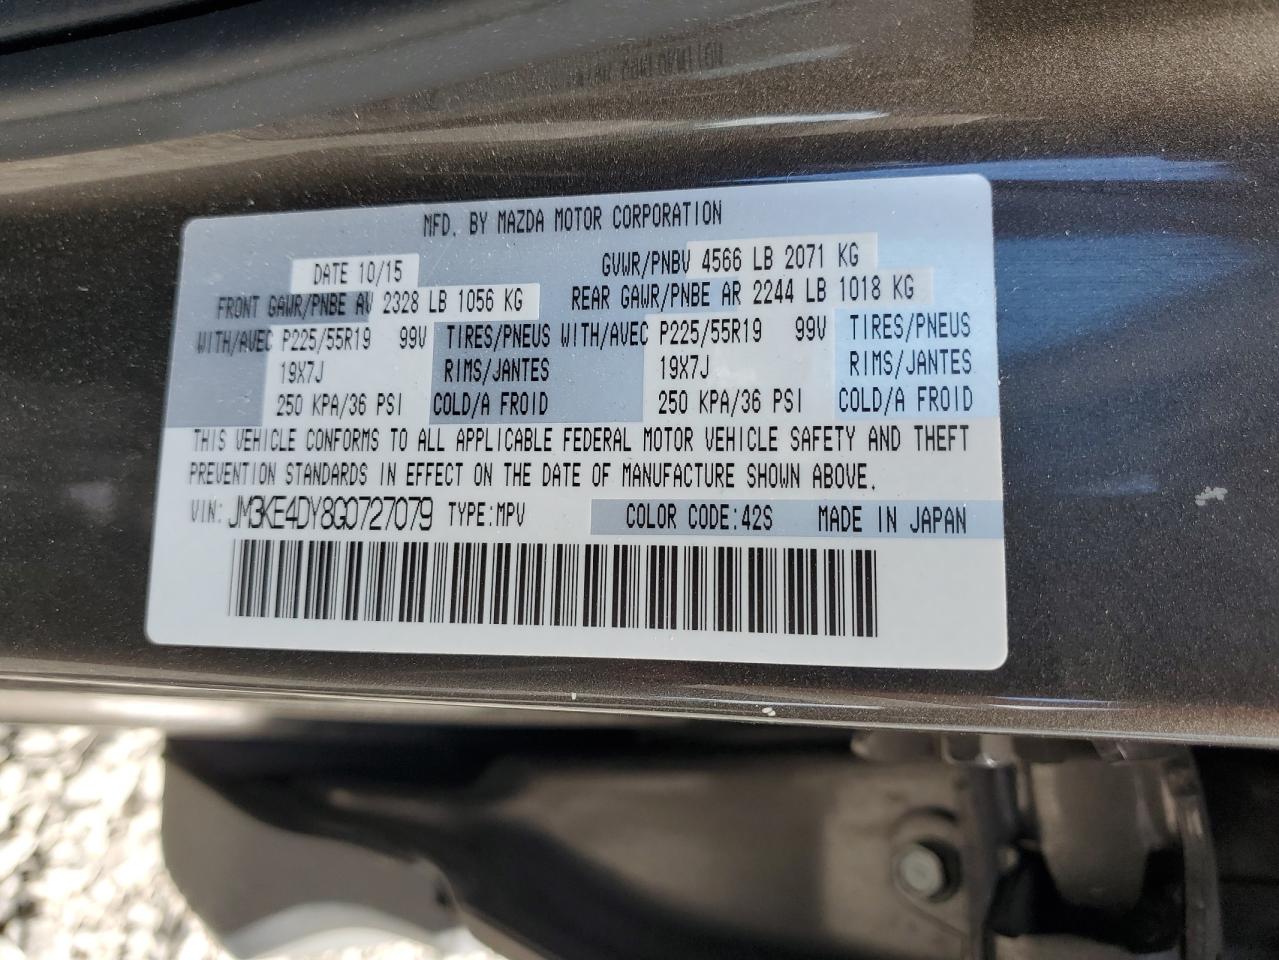 MFD. BY MAZDA MOTOR CORPORATION
DATE 10/15 GVWR/PNBV 4566 LB 2071 KG
FRONT GAWR/PNBE AV 2328 LB 1056 KG REAR GAWR/PNBE AR 2244 LB 1018 KG
WITH/AVEC P225/55R19 99V TIRES/PNEUS WITH/AVEC P225/55R19 99V TIRES/PNEUS
19X7J RIMS/JANTES 19X7J RIMS/JANTES
250 KPA/36 PSI COLD/A FROID 250 KPA/36 PSI COLD/A FROID
THIS VEHICLE CONFORMS TO ALL APPLICABLE FEDERAL MOTOR VEHICLE SAFETY AND THEFT
PREVENTION STANDARDS IN EFFECT ON THE DATE OF MANUFACTURE SHOWN ABOVE.
VIN: JM3KE4DY8G0727079 TYPE:MPV COLOR CODE:42S MADE IN JAPAN